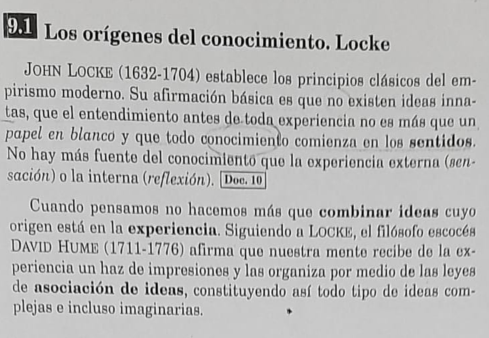 9.1 Los orígenes del conocimiento. Locke
JOHN LOCKE (1632-1704) establece los principios clásicos del em-
pirismo moderno. Su afirmación básica es que no existen ideas inna-
tas, que el entendimiento antes de toda experiencia no es más que un
papel en blanco y que todo conocimiento comienza en los sentidos.
No hay más fuente del conocimiento que la experiencia externa (sen-
sación) o la interna (reflexión). Doc. 10
Cuando pensamos no hacemos más que combinar ideas cuyo
origen está en la experiencia. Siguiendo a LOCKE, el filósofo escocés
DAVID HUME (1711-1776) afirma que nuestra mente recibe de la ex-
periencia un haz de impresiones y las organiza por medio de las leyes
de asociación de ideas, constituyendo así todo tipo de ideas com-
plejas e incluso imaginarias.